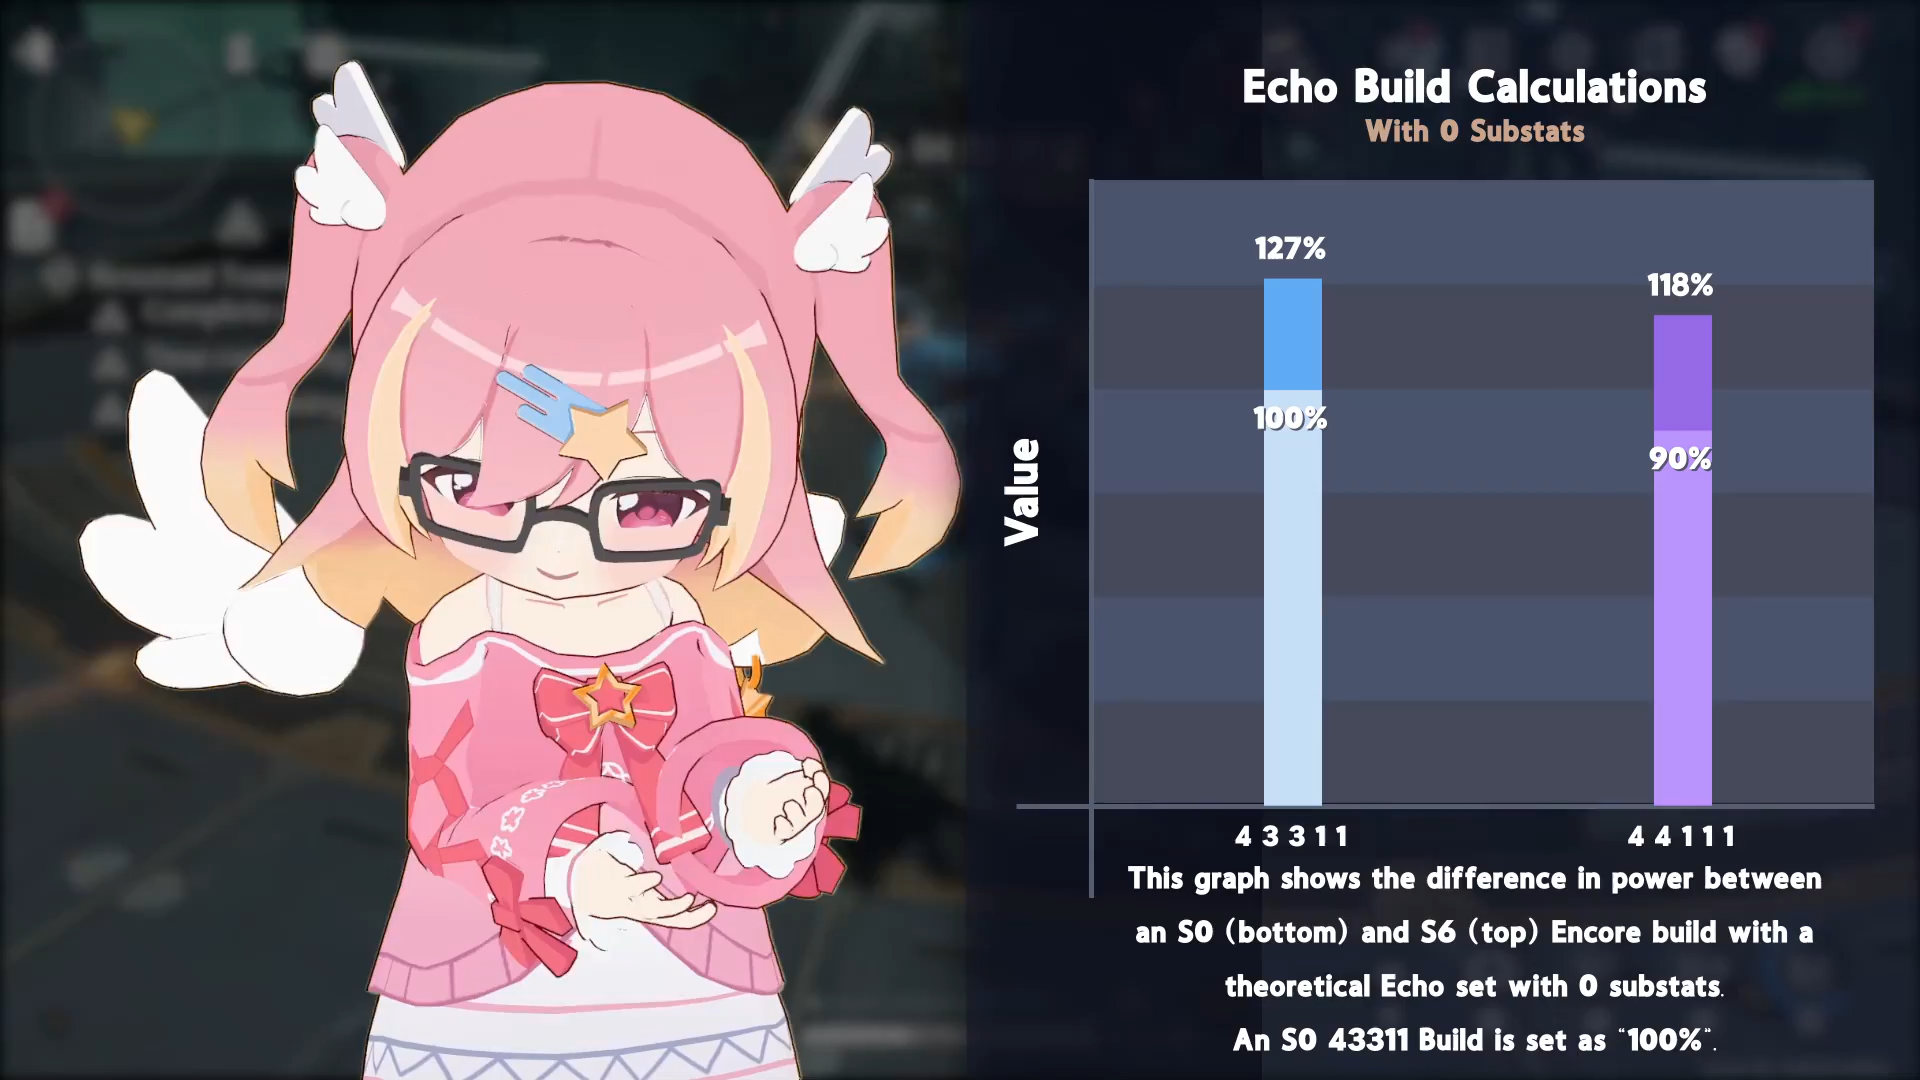 Echo Build Calculations
With 0 Substats
127%
118%
100%
90%
Value
4 3 3 1 1
4 4 1 1 1
This graph shows the difference in power between
an S0 (bottom) and S6 (top) Encore build with a
theoretical Echo set with 0 substats.
An S0 43311 Build is set as “100%”.